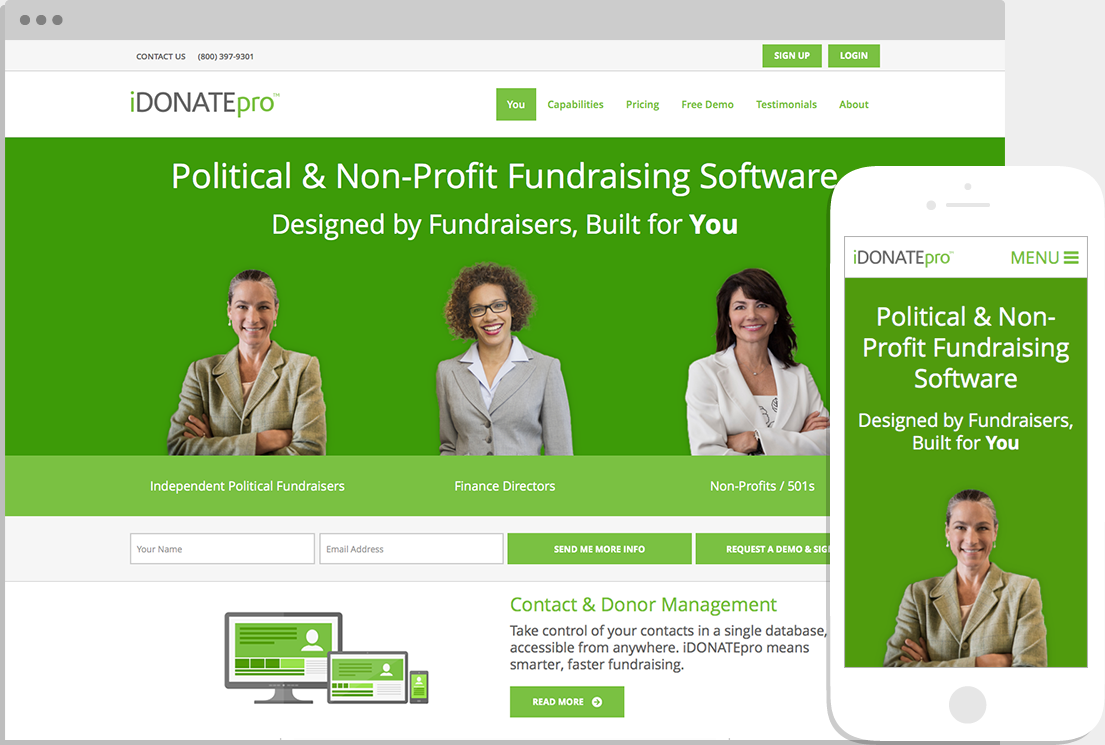 CONTACT US (800) 397-9301
SIGN UP
LOGIN
iDONATEpro™
You
Capabilities
Pricing
Free Demo
Testimonials
About
Political & Non-Profit Fundraising Software
Designed by Fundraisers, Built for You
Independent Political Fundraisers
Finance Directors
Non-Profits / 501s
Your Name
Email Address
SEND ME MORE INFO
REQUEST A DEMO &
Contact & Donor Management
Take control of your contacts in a single database,
accessible from anywhere. iDONATEpro means
smarter, faster fundraising.
READ MORE
iDONATEpro™
MENU
Political & Non-
Profit Fundraising
Software
Designed by Fundraisers,
Built for You